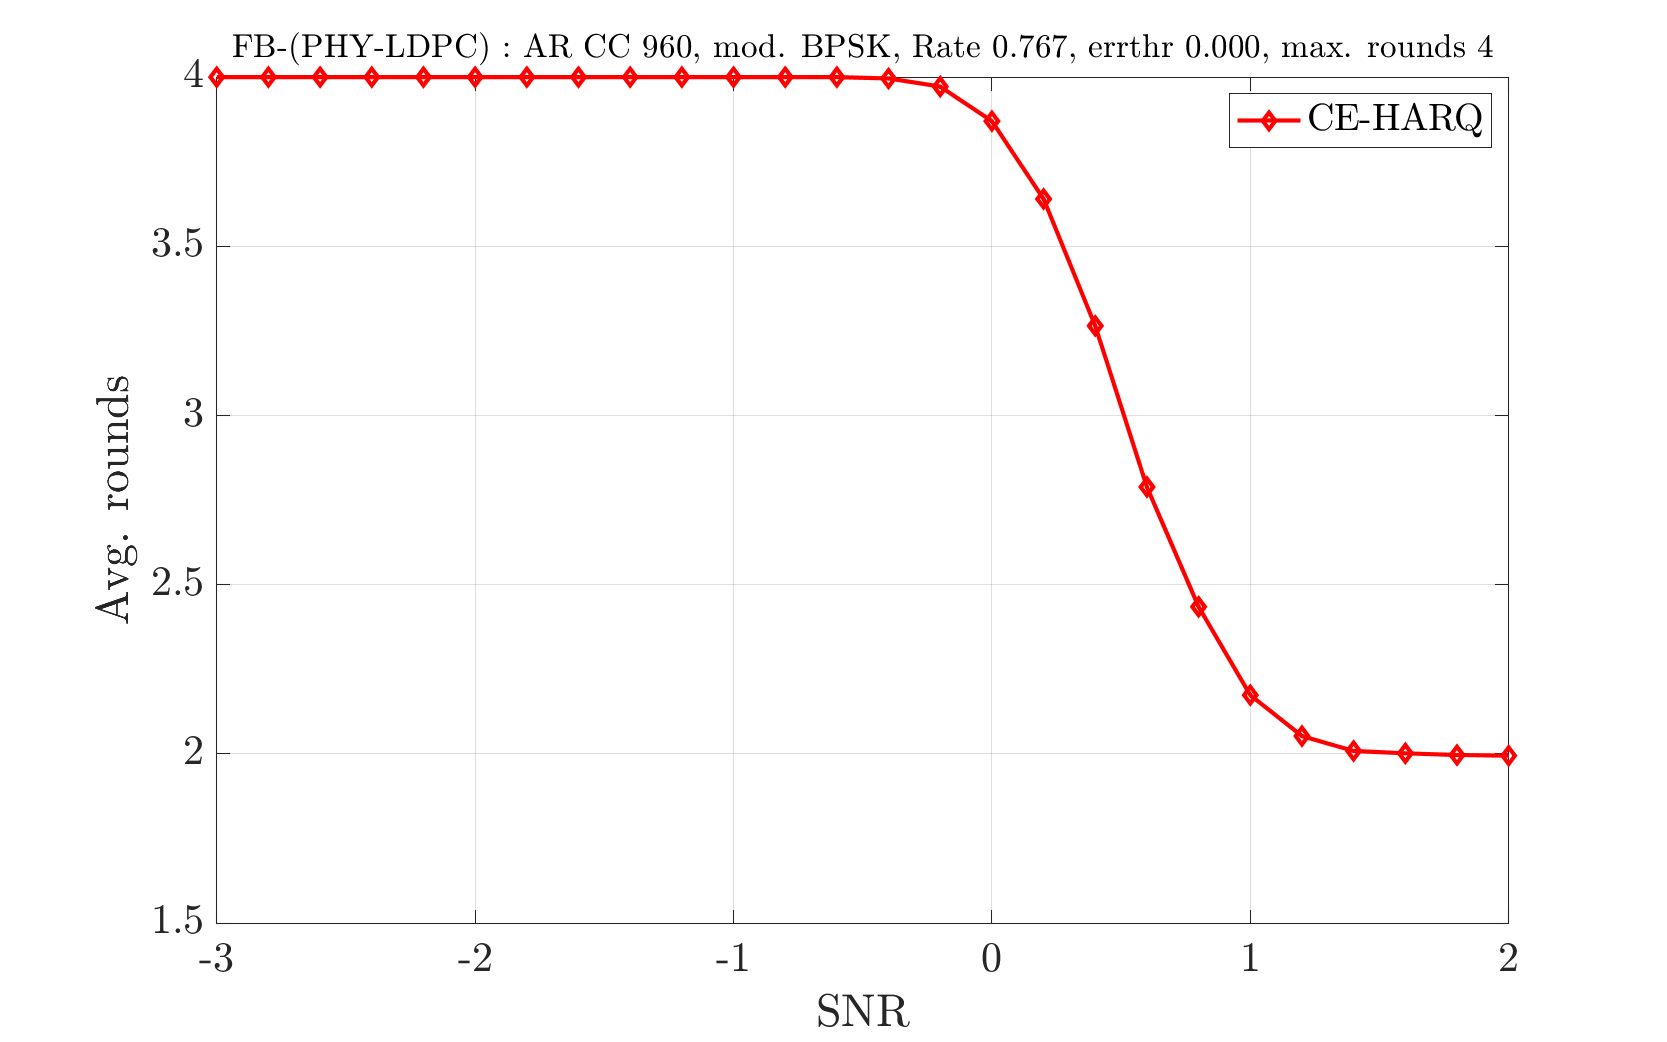 FB-(PHY-LDPC) : AR CC 960, mod. BPSK, Rate 0.767, errthr 0.000, max. rounds 4
CE-HARQ
4
3.5
3
2.5
2
1.5
Avg. rounds
-3 -2 -1 0 1 2
SNR